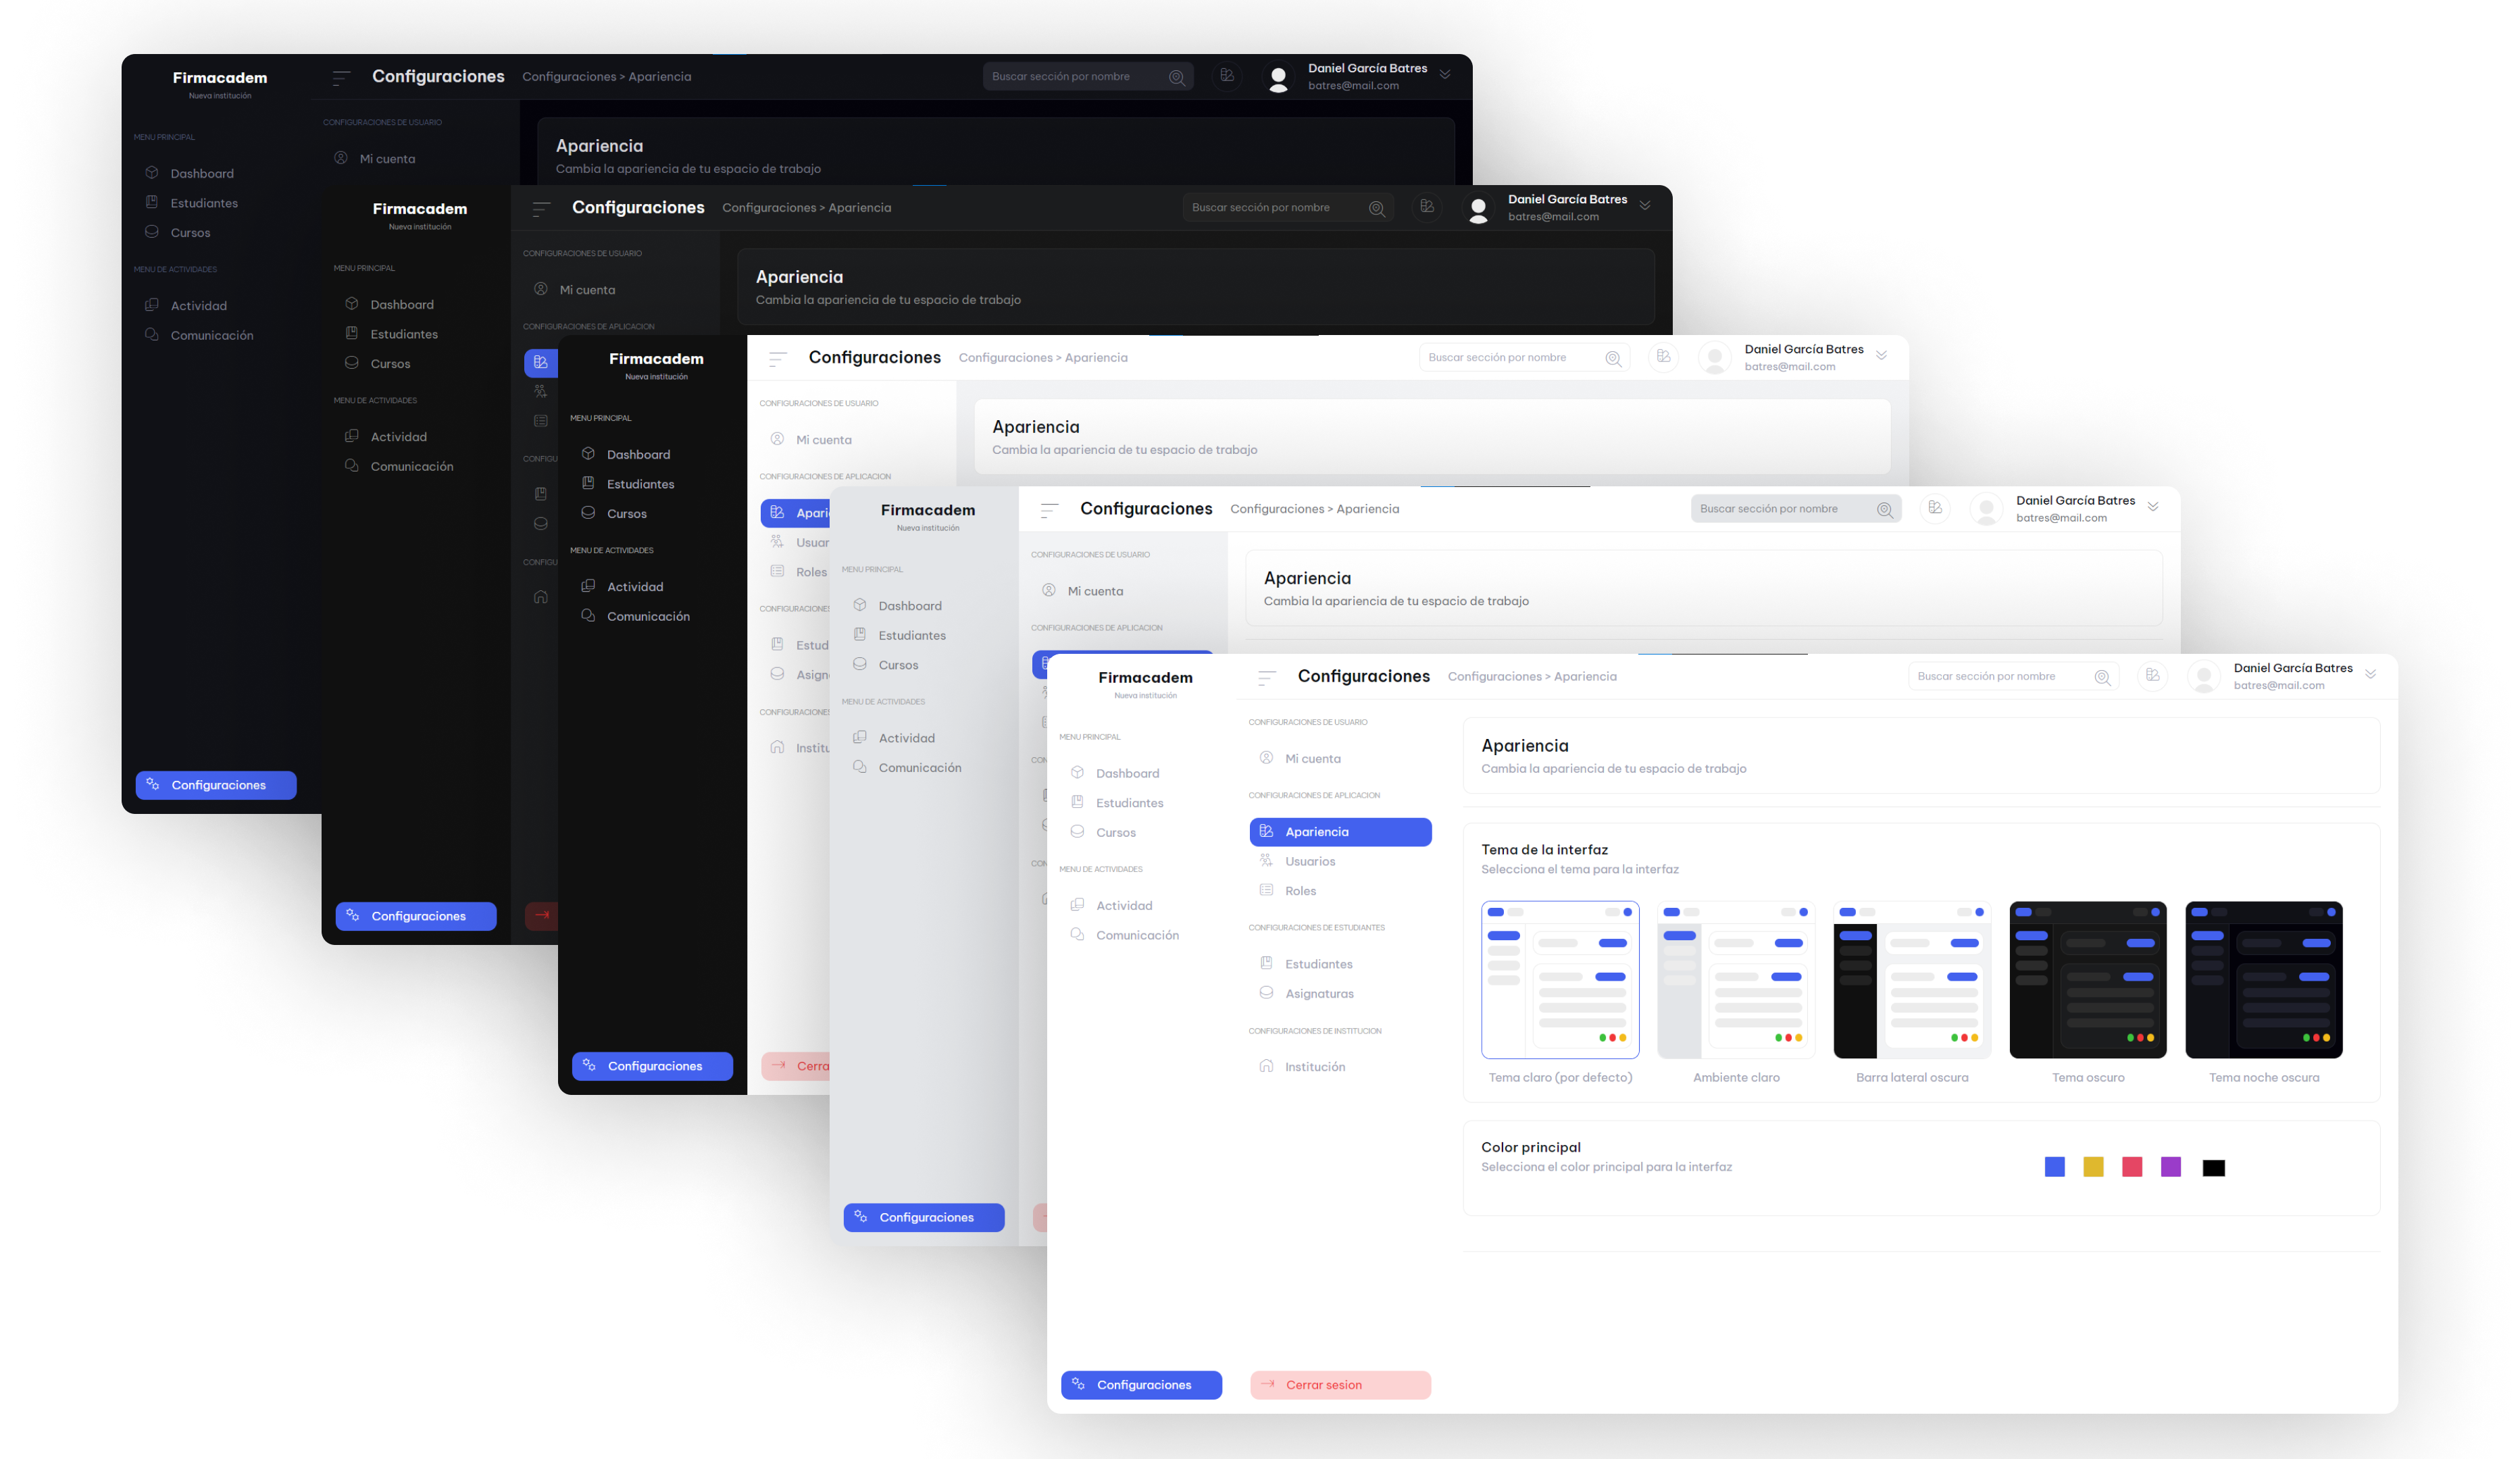 Firmacadem
Nueva institución
Configuraciones
Configuraciones > Apariencia
Buscar sección por nombre
Daniel García Batres
batres@mail.com
MENU PRINCIPAL
Dashboard
Estudiantes
Cursos
MENU DE ACTIVIDADES
Actividad
Comunicación
Configuraciones
CONFIGURACIONES DE USUARIO
Mi cuenta
Apariencia
Cambia la apariencia de tu espacio de trabajo
Firmacadem
Nueva institución
Configuraciones
Configuraciones > Apariencia
Buscar sección por nombre
Daniel García Batres
batres@mail.com
MENU PRINCIPAL
Dashboard
Estudiantes
Cursos
MENU DE ACTIVIDADES
Actividad
Comunicación
Configuraciones
CONFIGURACIONES DE USUARIO
Mi cuenta
CONFIGURACIONES DE APLICACION
CONFIGU
CONFIGU
Apariencia
Cambia la apariencia de tu espacio de trabajo
Firmacadem
Nueva institución
Configuraciones
Configuraciones > Apariencia
Buscar sección por nombre
Daniel García Batres
batres@mail.com
MENU PRINCIPAL
Dashboard
Estudiantes
Cursos
MENU DE ACTIVIDADES
Actividad
Comunicación
Configuraciones
CONFIGURACIONES DE USUARIO
Mi cuenta
CONFIGURACIONES DE APLICACION
Apari
Usuar
Roles
CONFIGURACIONES
Estud
Asign
CONFIGURACIONES
Institu
Cerra
Apariencia
Cambia la apariencia de tu espacio de trabajo
Firmacadem
Nueva institución
Configuraciones
Configuraciones > Apariencia
Buscar sección por nombre
Daniel García Batres
batres@mail.com
MENU PRINCIPAL
Dashboard
Estudiantes
Cursos
MENU DE ACTIVIDADES
Actividad
Comunicación
Configuraciones
CONFIGURACIONES DE USUARIO
Mi cuenta
CONFIGURACIONES DE APLICACION
CON
CON
Apariencia
Cambia la apariencia de tu espacio de trabajo
Firmacadem
Nueva institución
Configuraciones
Configuraciones > Apariencia
Buscar sección por nombre
Daniel García Batres
batres@mail.com
MENU PRINCIPAL
Dashboard
Estudiantes
Cursos
MENU DE ACTIVIDADES
Actividad
Comunicación
Configuraciones
CONFIGURACIONES DE USUARIO
Mi cuenta
CONFIGURACIONES DE APLICACION
Apariencia
Usuarios
Roles
CONFIGURACIONES DE ESTUDIANTES
Estudiantes
Asignaturas
CONFIGURACIONES DE INSTITUCION
Institución
Cerrar sesion
Apariencia
Cambia la apariencia de tu espacio de trabajo
Tema de la interfaz
Selecciona el tema para la interfaz
Tema claro (por defecto)
Ambiente claro
Barra lateral oscura
Tema oscuro
Tema noche oscura
Color principal
Selecciona el color principal para la interfaz